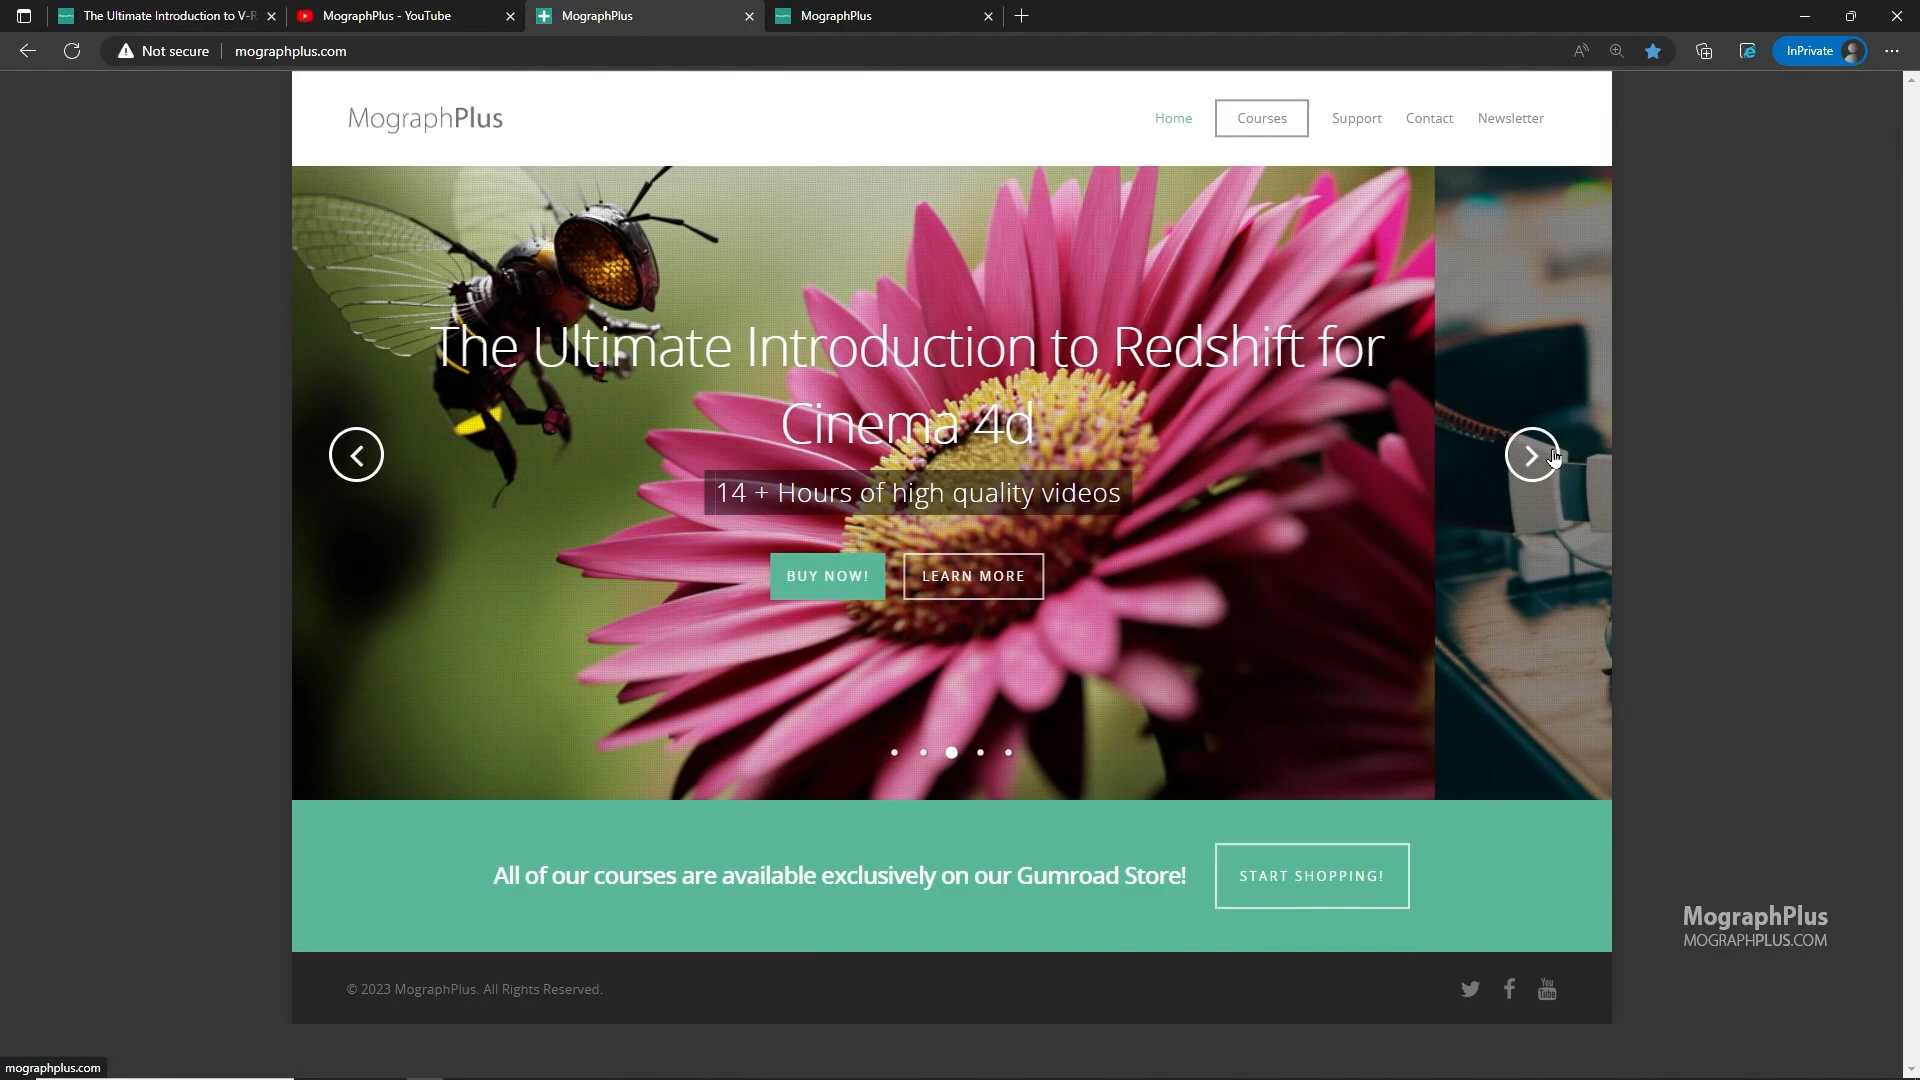 The Ultimate Introduction to V-R
MographPlus - YouTube
MographPlus
MographPlus
Not secure
mographplus.com
InPrivate
MographPlus
Home
Courses
Support
Contact
Newsletter
The Ultimate Introduction to Redshift for
Cinema 4d
14 + Hours of high quality videos
BUY NOW!
LEARN MORE
All of our courses are available exclusively on our Gumroad Store!
START SHOPPING!
MographPlus
MOGRAPHPLUS.COM
© 2023 MographPlus. All Rights Reserved.
You
Tube
mographplus.com